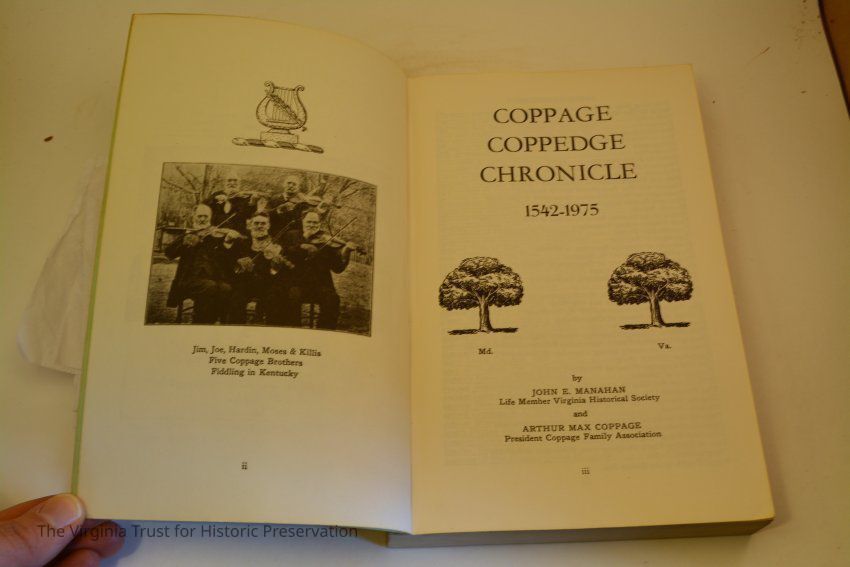 Jim, Joe, Hardin, Moses & Killis
Five Coppage Brothers
Fiddling in Kentucky
ii
COPPAGE
COPPEDGE
CHRONICLE
1542-1975
Md.
Va.
by
JOHN E. MANAHAN
Life Member Virginia Historical Society
and
ARTHUR MAX COPPAGE
President Coppage Family Association
iii
The Virginia Trust for Historic Preservation